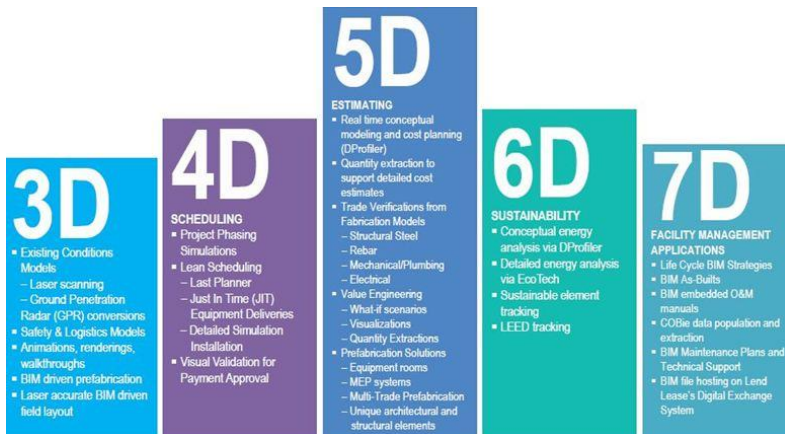 3D
▪ Existing Conditions
Models
– Laser scanning
– Ground Penetration
Radar (GPR) conversions
▪ Safety & Logistics Models
▪ Animations, renderings,
walkthroughs
▪ BIM driven prefabrication
▪ Laser accurate BIM driven
field layout
4D
SCHEDULING
▪ Project Phasing
Simulations
▪ Lean Scheduling
– Last Planner
– Just In Time (JIT)
Equipment Deliveries
– Detailed Simulation
Installation
▪ Visual Validation for
Payment Approval
5D
ESTIMATING
▪ Real time conceptual
modeling and cost planning
(DProfiler)
▪ Quantity extraction to
support detailed cost
estimates
▪ Trade Verifications from
Fabrication Models
– Structural Steel
– Rebar
– Mechanical/Plumbing
– Electrical
▪ Value Engineering
– What-if scenarios
– Visualizations
– Quantity Extractions
▪ Prefabrication Solutions
– Equipment rooms
– MEP systems
– Multi-Trade Prefabrication
– Unique architectural and
structural elements
6D
SUSTAINABILITY
▪ Conceptual energy
analysis via DProfiler
▪ Detailed energy analysis
via EcoTech
▪ Sustainable element
tracking
▪ LEED tracking
7D
FACILITY MANAGEMENT
APPLICATIONS
▪ Life Cycle BIM Strategies
▪ BIM As-Builts
▪ BIM embedded O&M
manuals
▪ COBie data population and
extraction
▪ BIM Maintenance Plans and
Technical Support
▪ BIM file hosting on Lend
Lease's Digital Exchange
System